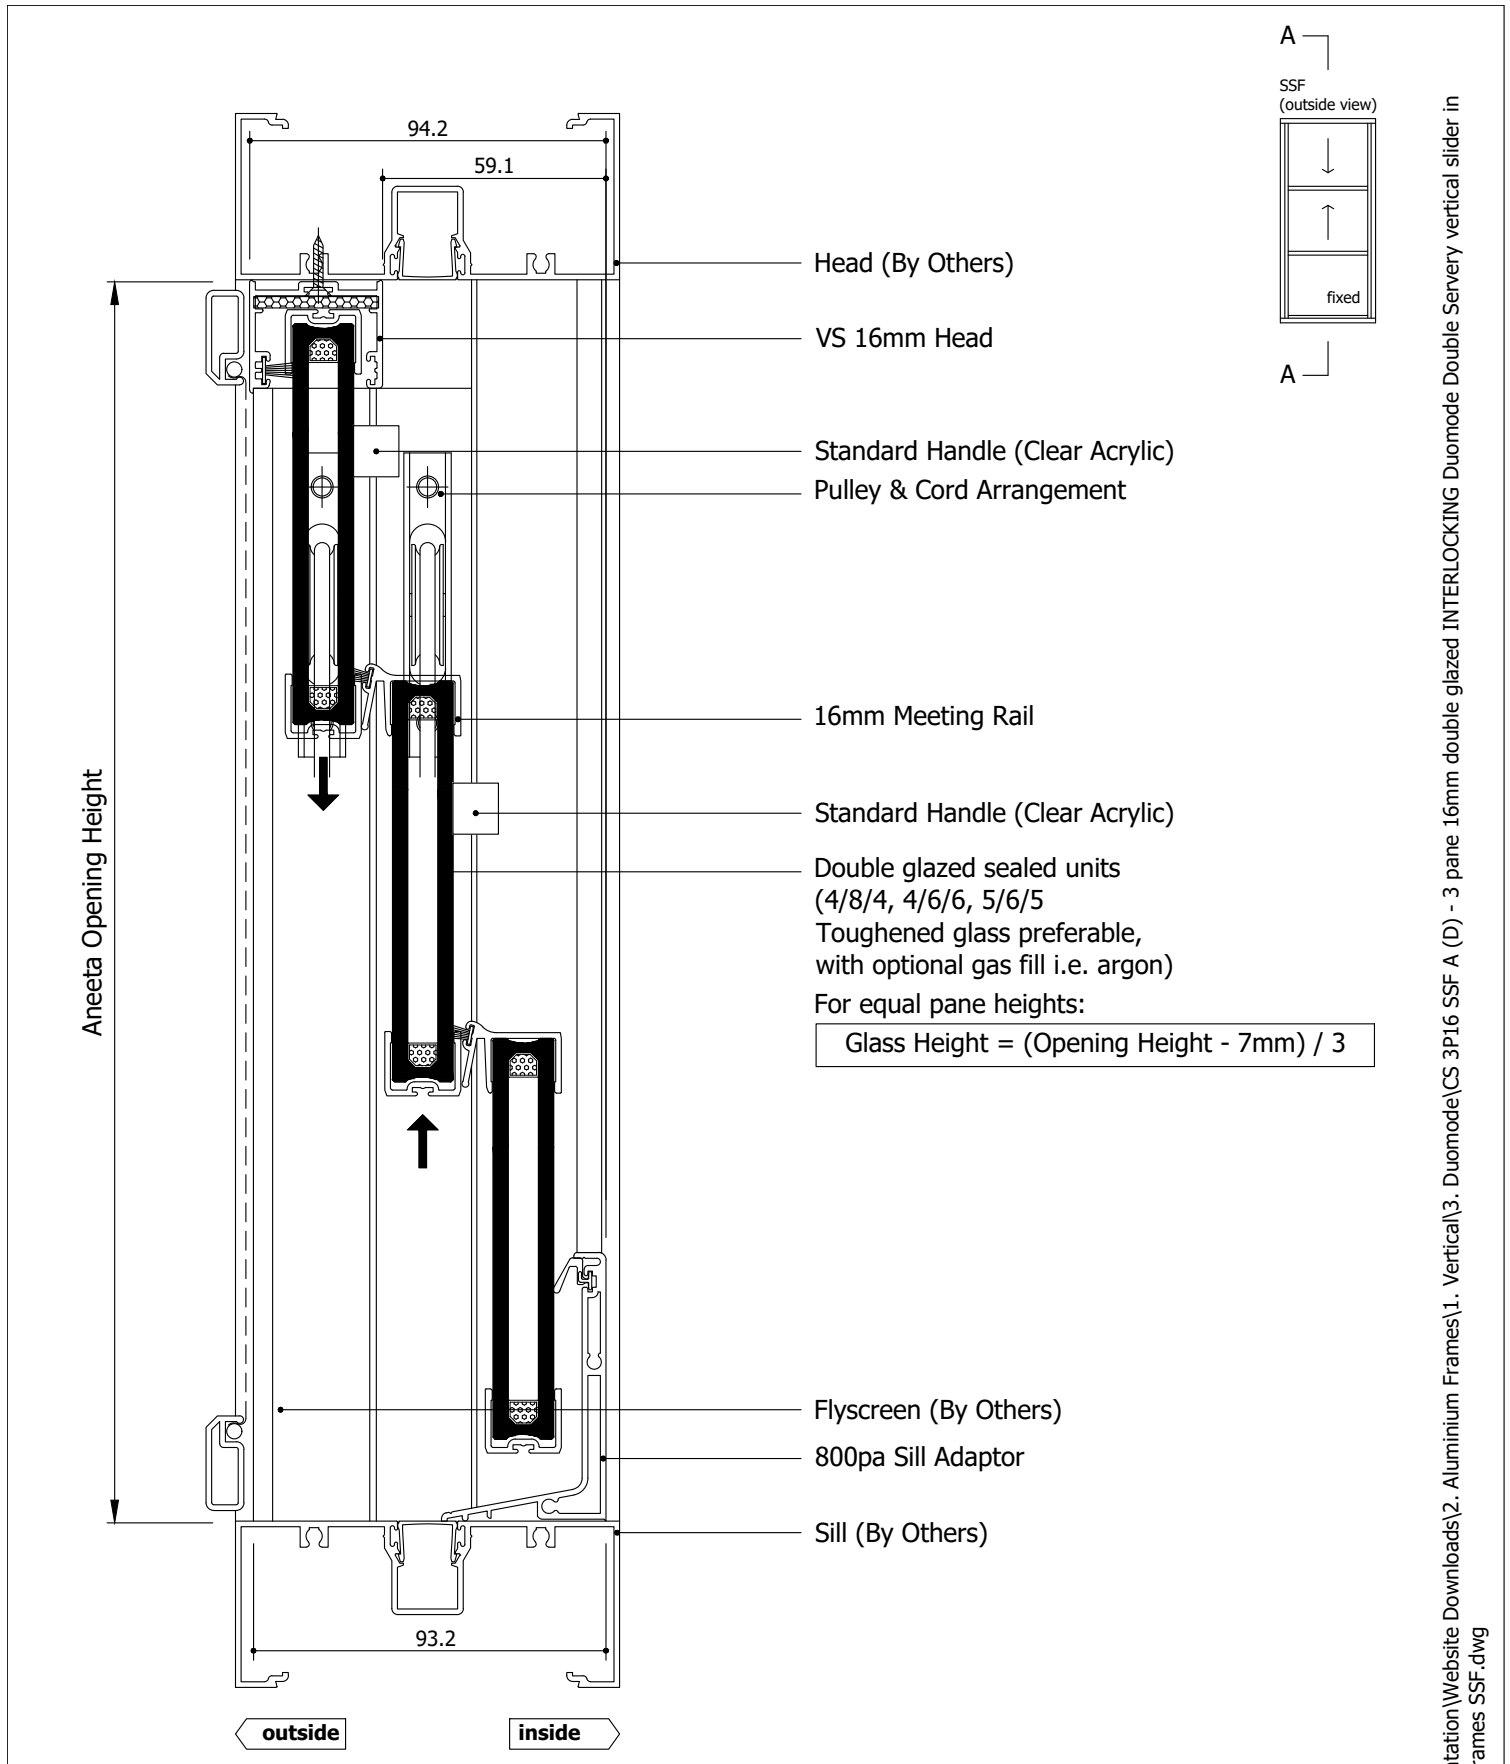 A
SSF
(outside view)
fixed
A
94.2
59.1
Head (By Others)
VS 16mm Head
Standard Handle (Clear Acrylic)
Pulley & Cord Arrangement
16mm Meeting Rail
Standard Handle (Clear Acrylic)
Double glazed sealed units
(4/8/4, 4/6/6, 5/6/5
Toughened glass preferable,
with optional gas fill i.e. argon)
For equal pane heights:
Glass Height = (Opening Height - 7mm) / 3
Aneeta Opening Height
Flyscreen (By Others)
800pa Sill Adaptor
Sill (By Others)
93.2
outside
inside
tation\Website Downloads\2. Aluminium Frames\1. Vertical\3. Duomode\CS 3P16 SSF A (D) - 3 pane 16mm double glazed INTERLOCKING Duomode Double Servery vertical slider in
rames SSF.dwg